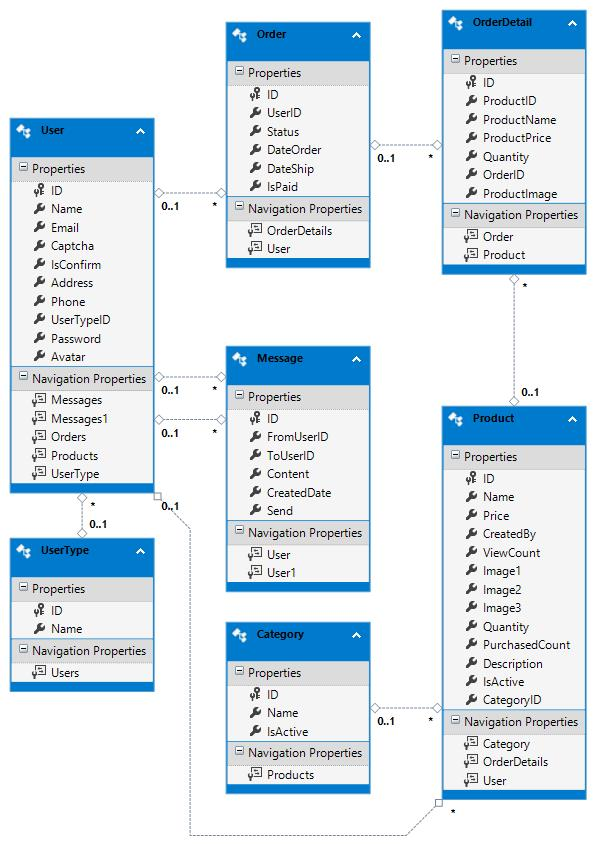 User
Properties
ID
Name
Email
Captcha
IsConfirm
Address
Phone
UserTypeID
Password
Avatar
Navigation Properties
Messages
Messages1
Orders
Products
UserType
0..1
*
0..1
*
0..1
*
*
0..1
0..1
UserType
Properties
ID
Name
Navigation Properties
Users
Order
Properties
ID
UserID
Status
DateOrder
DateShip
IsPaid
Navigation Properties
OrderDetails
User
0..1
*
Message
Properties
ID
FromUserID
ToUserID
Content
CreatedDate
Send
Navigation Properties
User
User1
Category
Properties
ID
Name
IsActive
Navigation Properties
Products
0..1
*
OrderDetail
Properties
ID
ProductID
ProductName
ProductPrice
Quantity
OrderID
ProductImage
Navigation Properties
Order
Product
*
0..1
Product
Properties
ID
Name
Price
CreatedBy
ViewCount
Image1
Image2
Image3
Quantity
PurchasedCount
Description
IsActive
CategoryID
Navigation Properties
Category
OrderDetails
User
*